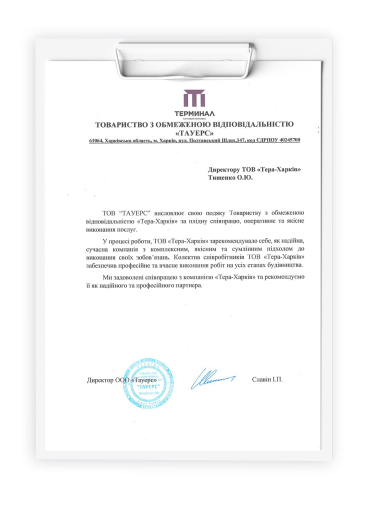 ТЕРМИНАЛ
ТОВАРИСТВО З ОБМЕЖЕНОЮ ВІДПОВІДАЛЬНІСТЮ
«ТАУЕРС»
61064, Харківська область, м. Харків, вул. Полтавський Шлях,147, код ЄДРПОУ 40245700
Директору ТОВ «Тера-Харків»
Тищенко О.Ю.
ТОВ "ТАУЕРС" висловлює свою подяку Товариству з обмеженою
відповідальністю «Тера-Харків» за плідну співпрацю, оперативне та якісне
виконання послуг.
У процесі роботи, ТОВ «Тера-Харків» зарекомендувало себе, як надійна,
сучасна компанія з комплексним, якісним та сумлінним підходом до
виконання своїх зобов'язань. Колектив співробітників ТОВ «Тера-Харків»
забезпечив професійне та вчасне виконання робіт на усіх етапах будівництва.
Ми задоволені співпрацею з компанією «Тера-Харків» та рекомендуємо
її як надійного та професійного партнера.
Директор ООО «Тауерс»
"ТАУЕРС"
Славін І.П.